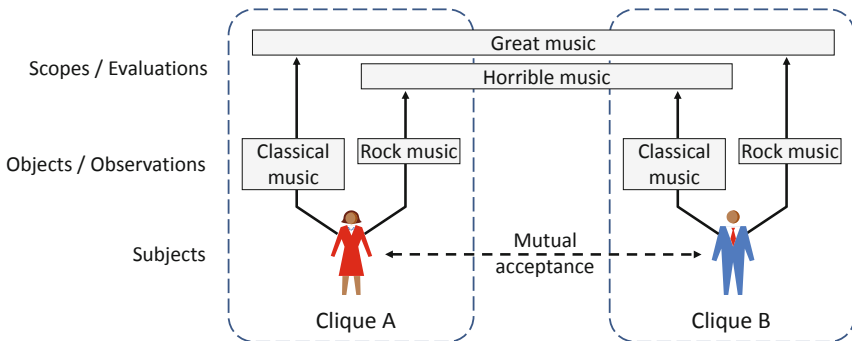 Great music
Scopes / Evaluations
Horrible music
Objects / Observations
Classical
music
Rock music
Classical
music
Rock music
Subjects
Mutual
acceptance
Clique A
Clique B